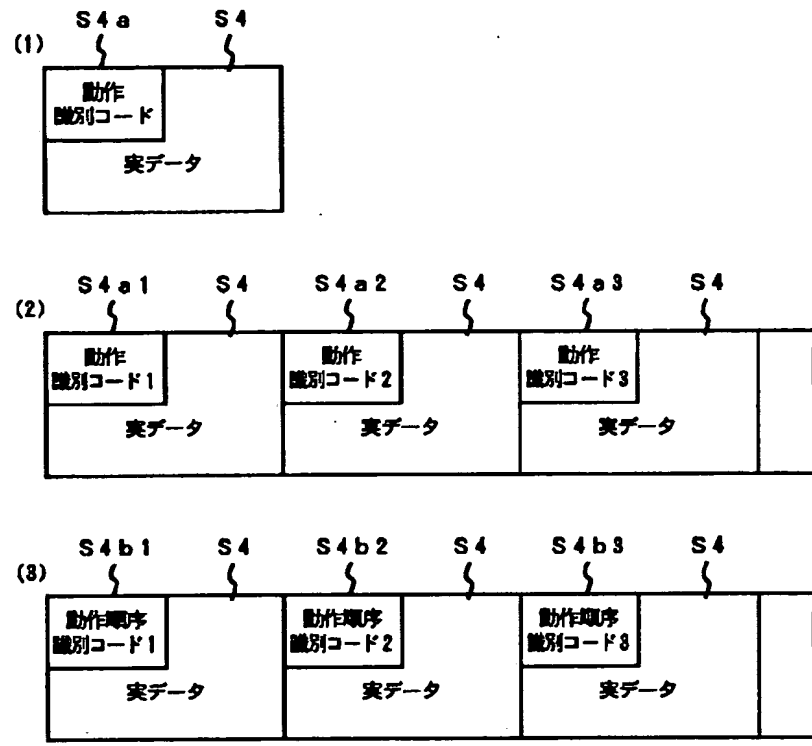 S4a S4
(1)
動作
識別コード
実データ
S4a1 S4 S4a2 S4 S4a3 S4
(2)
動作 動作 動作
識別コード1 識別コード2 識別コード3
実データ 実データ 実データ
S4b1 S4 S4b2 S4 S4b3 S4
(3)
動作順序 動作順序 動作順序
識別コード1 識別コード2 識別コード3
実データ 実データ 実データ